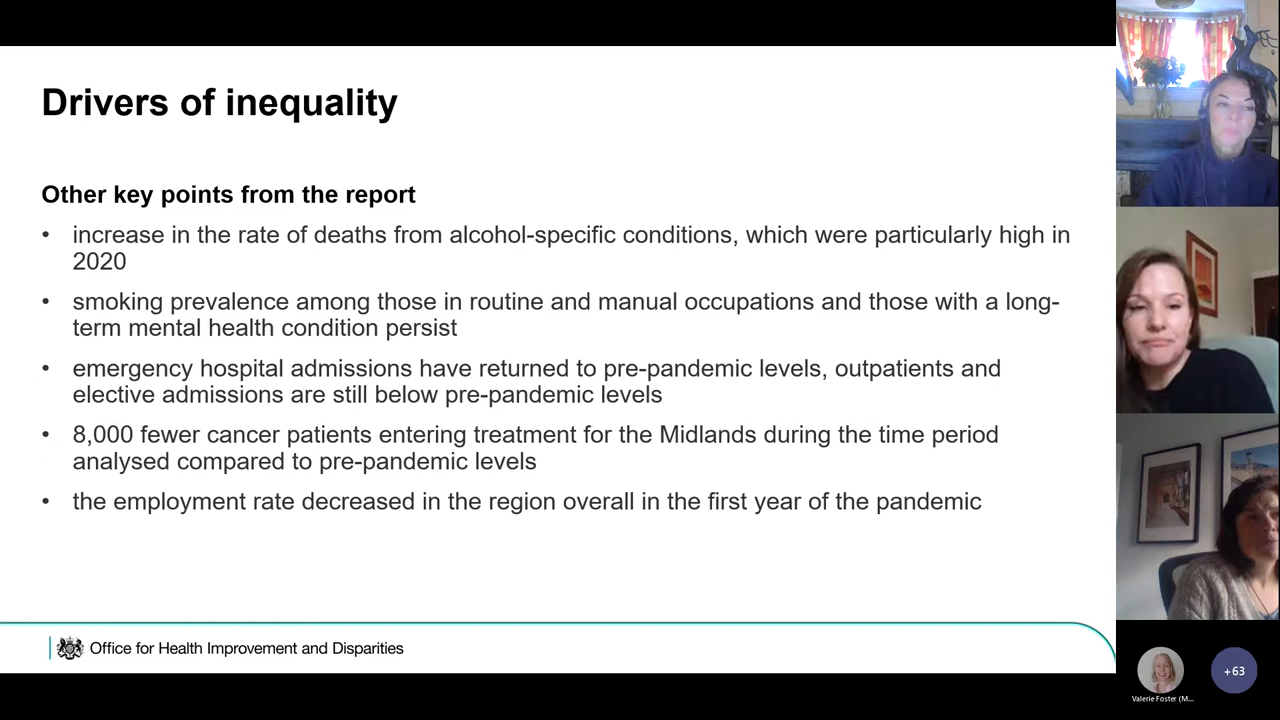 Drivers of inequality
Other key points from the report
• increase in the rate of deaths from alcohol-specific conditions, which were particularly high in
2020
• smoking prevalence among those in routine and manual occupations and those with a long-
term mental health condition persist
• emergency hospital admissions have returned to pre-pandemic levels, outpatients and
elective admissions are still below pre-pandemic levels
• 8,000 fewer cancer patients entering treatment for the Midlands during the time period
analysed compared to pre-pandemic levels
• the employment rate decreased in the region overall in the first year of the pandemic
Office for Health Improvement and Disparities
Valerie Foster (M...
+63